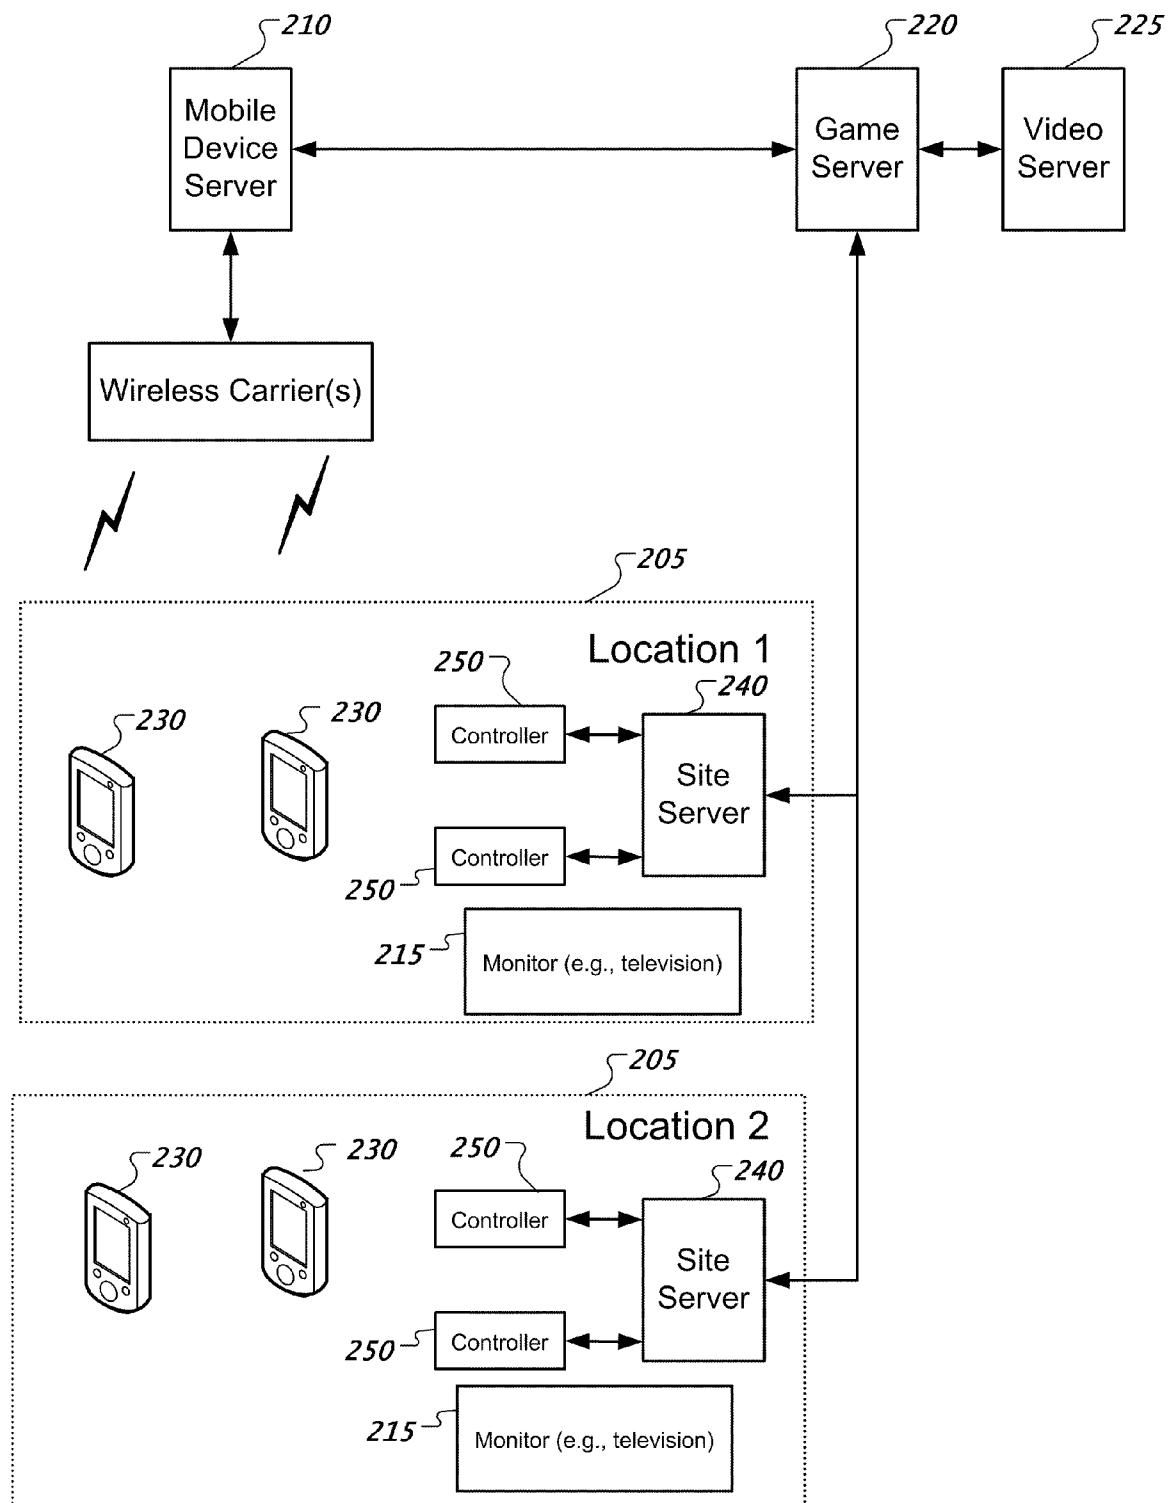 210
220
225
Mobile
Device
Server
Game
Server
Video
Server
Wireless Carrier(s)
205
Location 1
250
240
230
230
Controller
Site
Server
Controller
250
215
Monitor (e.g., television)
205
Location 2
250
240
230
230
Controller
Site
Server
250
Controller
215
Monitor (e.g., television)